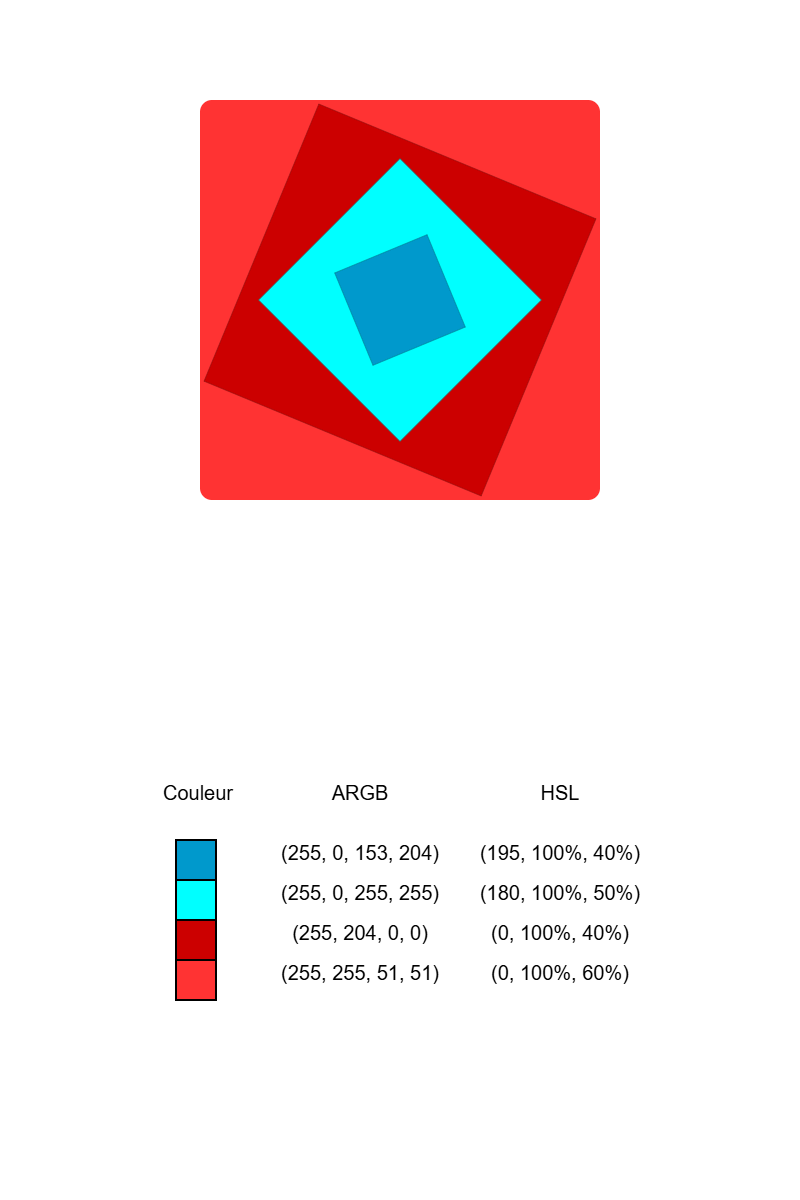 Couleur ARGB HSL
(255, 0, 153, 204) (195, 100%, 40%)
(255, 0, 255, 255) (180, 100%, 50%)
(255, 204, 0, 0) (0, 100%, 40%)
(255, 255, 51, 51) (0, 100%, 60%)